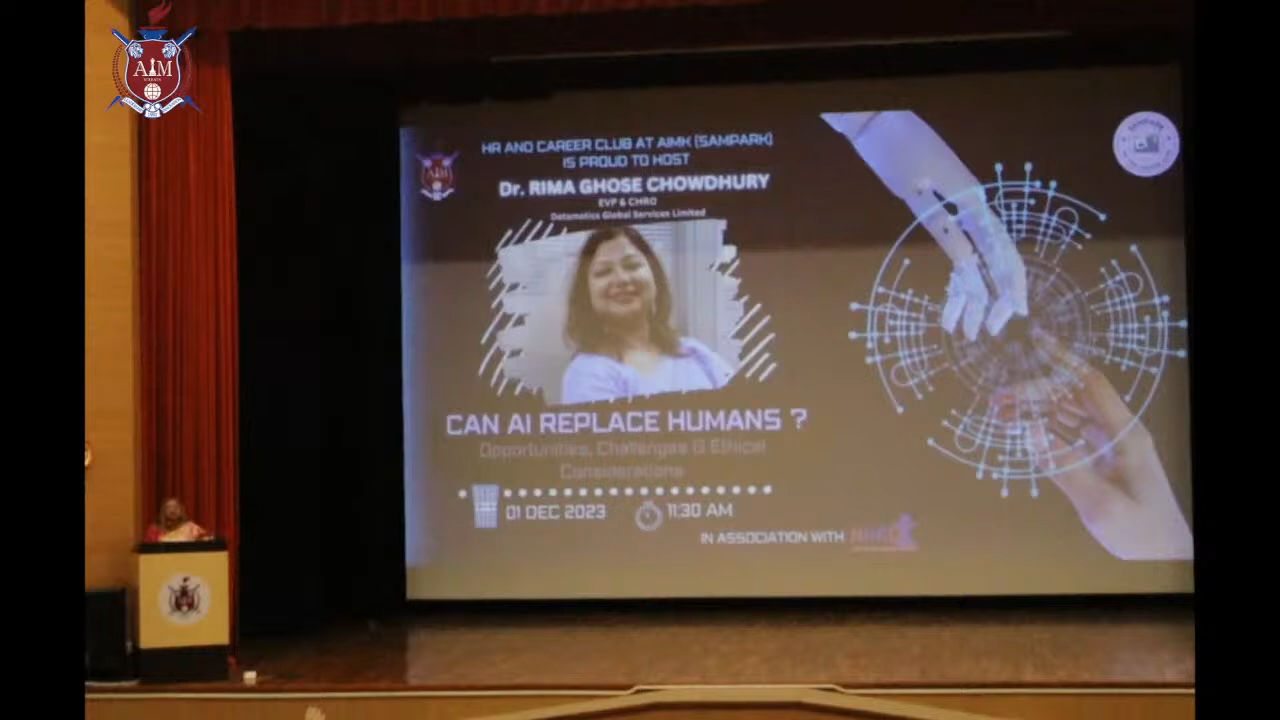 AIM
HR AND CAREER CLUB AT AIMK (SAMPARK)
IS PROUD TO HOST
Dr. RIMA GHOSE CHOWDHURY
EVP & CHRO
Datamatics Global Services Limited
AIM
CAN AI REPLACE HUMANS ?
Opportunities, Challenges & Ethical
Considerations
01 DEC 2023
11:30 AM
IN ASSOCIATION WITH